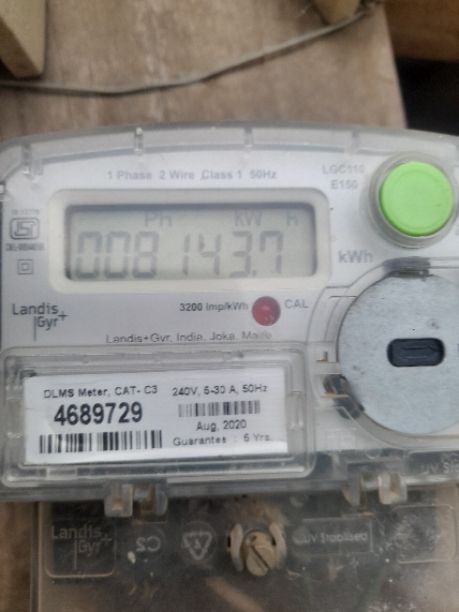 1 Phase 2 Wire Class 1 50Hz
LGC110
E150
Ph KW H
008143.7
kWh
ISI
Landis
Gyr+
3200 Imp/kWh
CAL
Landis+Gyr, India, Joka, Made
DLMS Meter, CAT- C3
240V, 5-30 A, 50Hz
4689729
Aug, 2020
Guarantee : 6 Yrs.
Landis
Gyr+
UV Stabilised